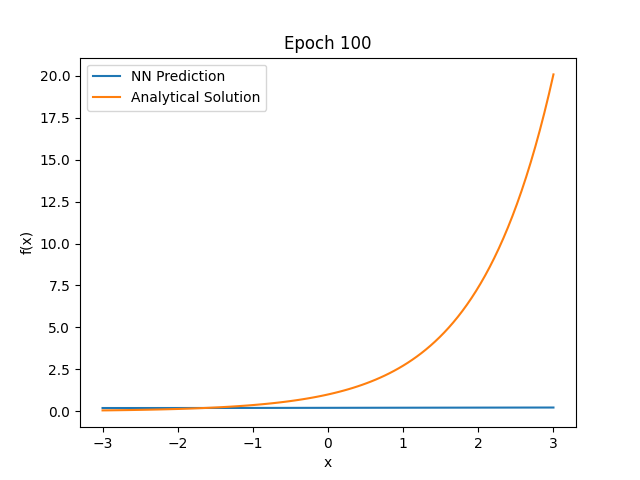 Epoch 100
NN Prediction
Analytical Solution
20.0
17.5
15.0
12.5
10.0
7.5
5.0
2.5
0.0
f(x)
−3 −2 −1 0 1 2 3
x